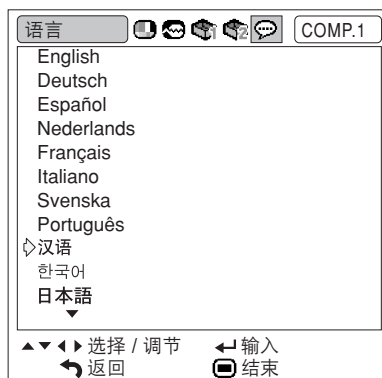 语言 COMP.1
English
Deutsch
Español
Nederlands
Français
Italiano
Svenska
Português
汉语
한국어
日本語
选择 / 调节 输入
返回 结束